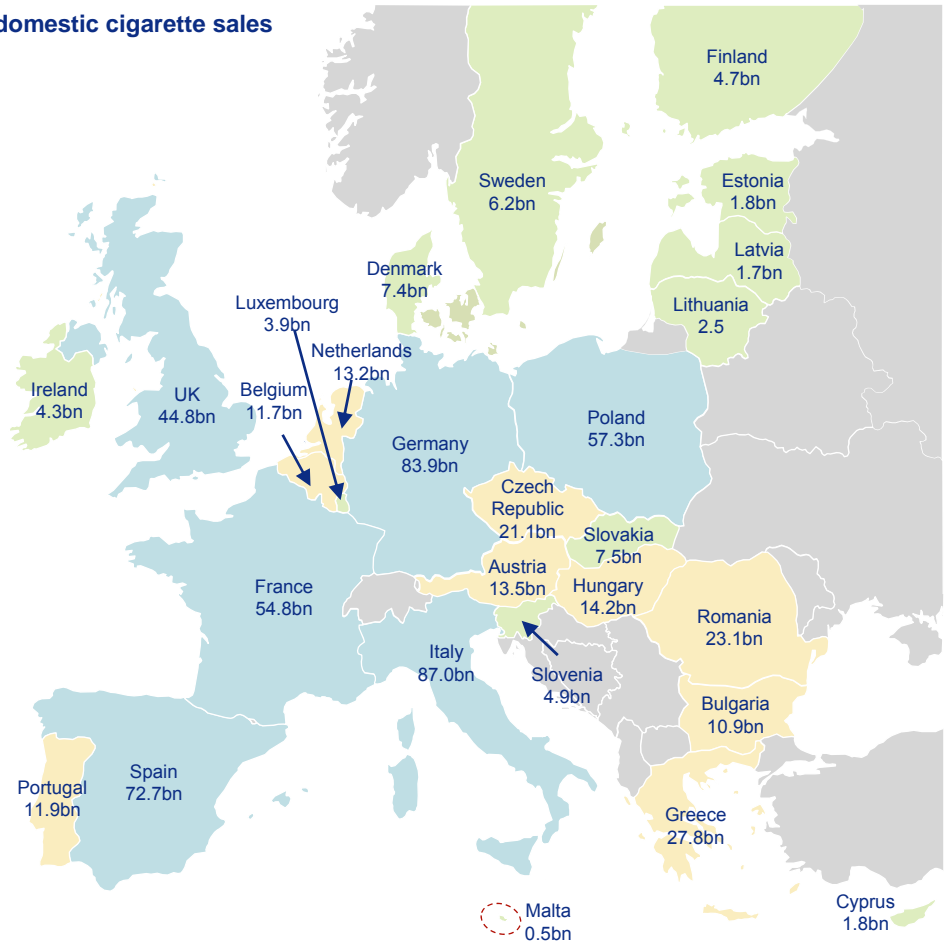 domestic cigarette sales
Finland
4.7bn
Sweden
6.2bn
Estonia
1.8bn
Latvia
1.7bn
Lithuania
2.5
Denmark
7.4bn
Luxembourg
3.9bn
Netherlands
13.2bn
Belgium
11.7bn
Ireland
4.3bn
UK
44.8bn
Germany
83.9bn
Poland
57.3bn
Czech
Republic
21.1bn
Slovakia
7.5bn
Austria
13.5bn
Hungary
14.2bn
France
54.8bn
Romania
23.1bn
Italy
87.0bn
Slovenia
4.9bn
Bulgaria
10.9bn
Portugal
11.9bn
Spain
72.7bn
Greece
27.8bn
Malta
0.5bn
Cyprus
1.8bn